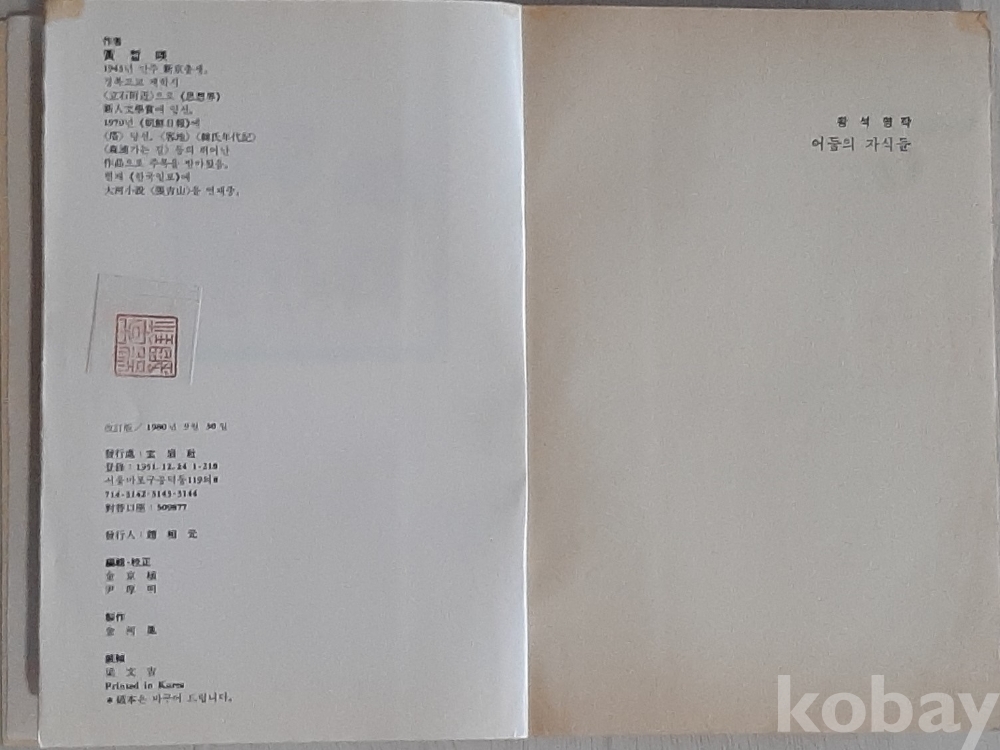 作者
黃晳暎
1943년 만주 新京출생。
경복고교 재학시
〈立石附近〉으로 《思想界》
新人文學賞에 입선。
1970년 《朝鮮日報》에
〈塔〉 당선。〈客地〉〈韓氏年代記〉
〈森浦가는 길〉 등의 뛰어난
作品으로 주목을 받아왔음。
현재 《한국일보》에
大河小說 〈張吉山〉을 연재중。
改訂版／1980년 9월 30일
發行處：玄岩社
登錄：1951.12.24 1-210
서울마포구공덕동119의8
714-3142·3143·3144
對替口座：509877
發行人：趙相元
編輯·校正
金京植
尹厚明
製作
金河
梁文吉
Printed in Korea
*破本은 바꾸어 드립니다。
황석영작
어둠의 자식들
kobay